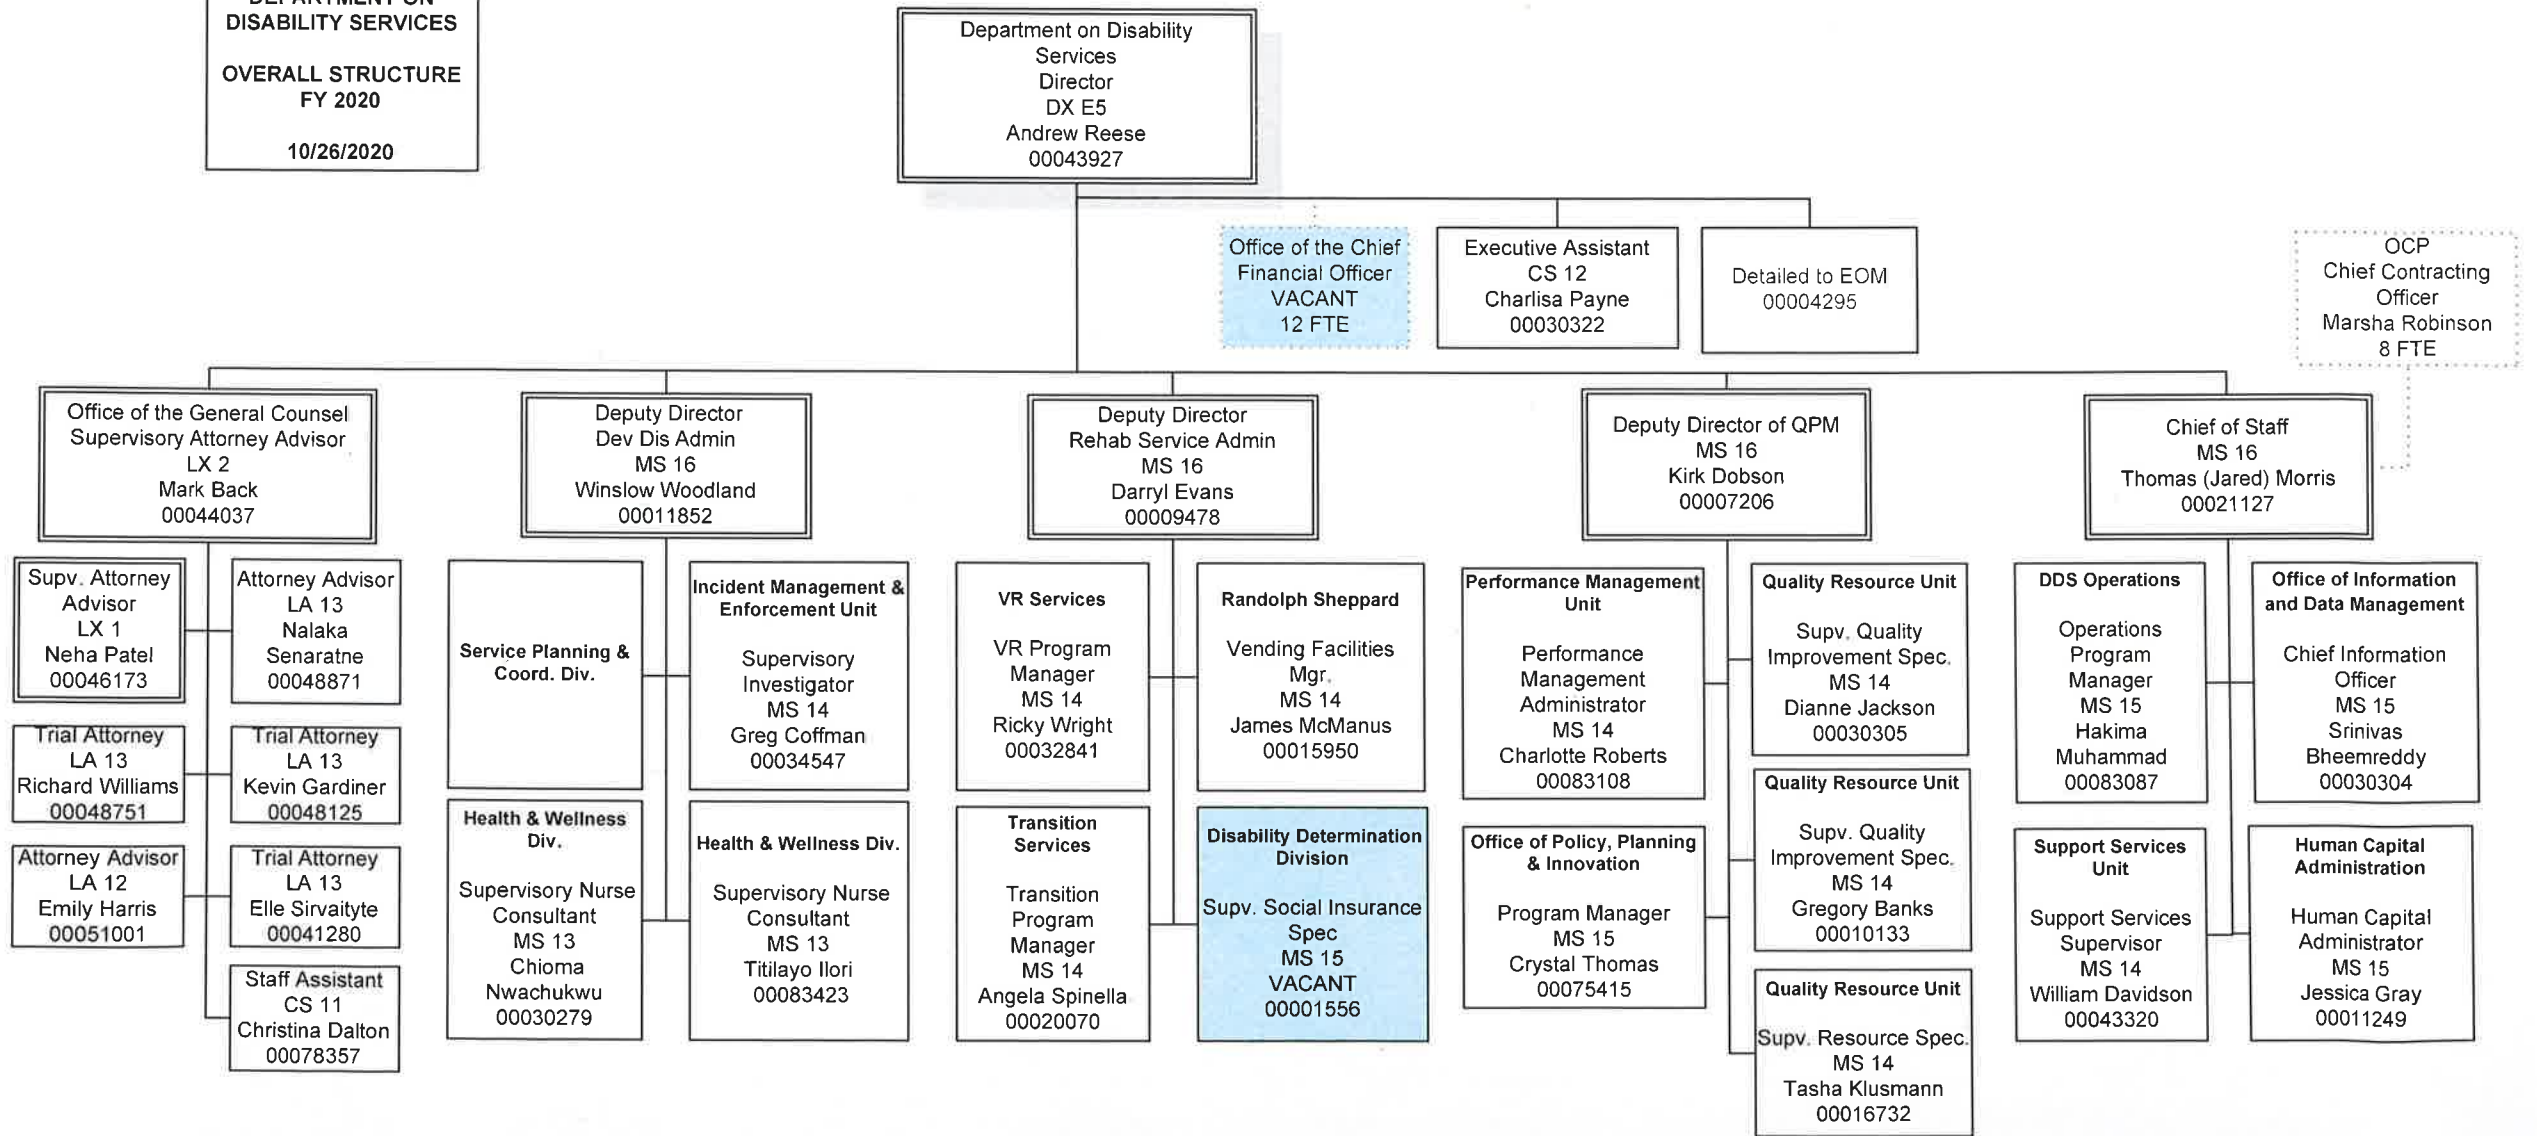 DEPARTMENT ON
DISABILITY SERVICES
OVERALL STRUCTURE
FY 2020
10/26/2020
Department on Disability
Services
Director
DX E5
Andrew Reese
00043927
Office of the Chief
Financial Officer
VACANT
12 FTE
Executive Assistant
CS 12
Charlisa Payne
00030322
Detailed to EOM
00004295
OCP
Chief Contracting
Officer
Marsha Robinson
8 FTE
Office of the General Counsel
Supervisory Attorney Advisor
LX 2
Mark Back
00044037
Deputy Director
Dev Dis Admin
MS 16
Winslow Woodland
00011852
Deputy Director
Rehab Service Admin
MS 16
Darryl Evans
00009478
Deputy Director of QPM
MS 16
Kirk Dobson
00007206
Chief of Staff
MS 16
Thomas (Jared) Morris
00021127
Supv. Attorney
Advisor
LX 1
Neha Patel
00046173
Attorney Advisor
LA 13
Nalaka
Senaratne
00048871
Trial Attorney
LA 13
Richard Williams
00048751
Trial Attorney
LA 13
Kevin Gardiner
00048125
Attorney Advisor
LA 12
Emily Harris
00051001
Trial Attorney
LA 13
Elle Sirvaityte
00041280
Staff Assistant
CS 11
Christina Dalton
00078357
Service Planning &
Coord. Div.
Incident Management &
Enforcement Unit
Supervisory
Investigator
MS 14
Greg Coffman
00034547
Health & Wellness
Div.
Supervisory Nurse
Consultant
MS 13
Chioma
Nwachukwu
00030279
Health & Wellness Div.
Supervisory Nurse
Consultant
MS 13
Titilayo Ilori
00083423
VR Services
VR Program
Manager
MS 14
Ricky Wright
00032841
Randolph Sheppard
Vending Facilities
Mgr.
MS 14
James McManus
00015950
Transition
Services
Transition
Program
Manager
MS 14
Angela Spinella
00020070
Disability Determination
Division
Supv. Social Insurance
Spec
MS 15
VACANT
00001556
Performance Management
Unit
Performance
Management
Administrator
MS 14
Charlotte Roberts
00083108
Quality Resource Unit
Supv. Quality
Improvement Spec.
MS 14
Dianne Jackson
00030305
Office of Policy, Planning
& Innovation
Program Manager
MS 15
Crystal Thomas
00075415
Quality Resource Unit
Supv. Quality
Improvement Spec.
MS 14
Gregory Banks
00010133
Quality Resource Unit
Supv. Resource Spec.
MS 14
Tasha Klusmann
00016732
DDS Operations
Operations
Program
Manager
MS 15
Hakima
Muhammad
00083087
Office of Information
and Data Management
Chief Information
Officer
MS 15
Srinivas
Bheemreddy
00030304
Support Services
Unit
Support Services
Supervisor
MS 14
William Davidson
00043320
Human Capital
Administration
Human Capital
Administrator
MS 15
Jessica Gray
00011249